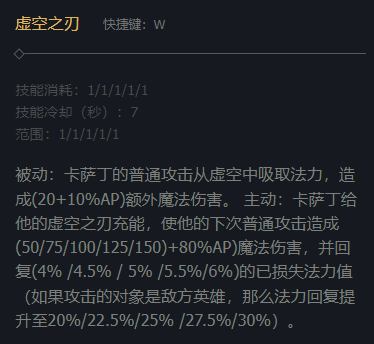 虚空之刃 快捷键：W
技能消耗：1/1/1/1/1
技能冷却（秒）：7
范围：1/1/1/1/1
被动：卡萨丁的普通攻击从虚空中吸取法力，造
成(20+10%AP)额外魔法伤害。 主动：卡萨丁给
他的虚空之刃充能，使他的下次普通攻击造成
(50/75/100/125/150)+80%AP)魔法伤害，并回
复(4% /4.5% / 5% /5.5%/6%)的已损失法力值
（如果攻击的对象是敌方英雄，那么法力回复提
升至20%/22.5%/25% /27.5%/30%）。